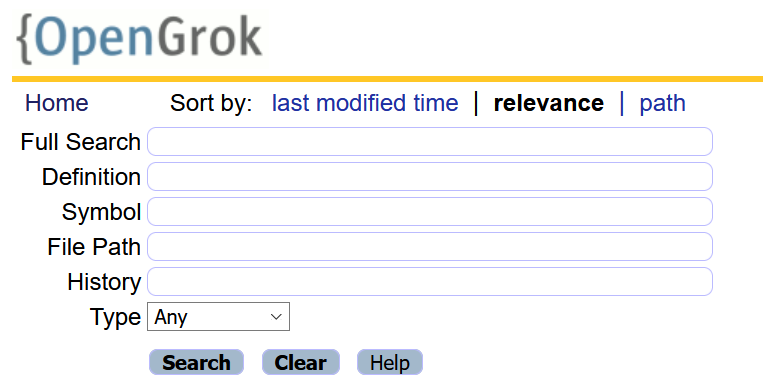 {OpenGrok
Home Sort by: last modified time | relevance | path
Full Search
Definition
Symbol
File Path
History
Type Any
Search Clear Help